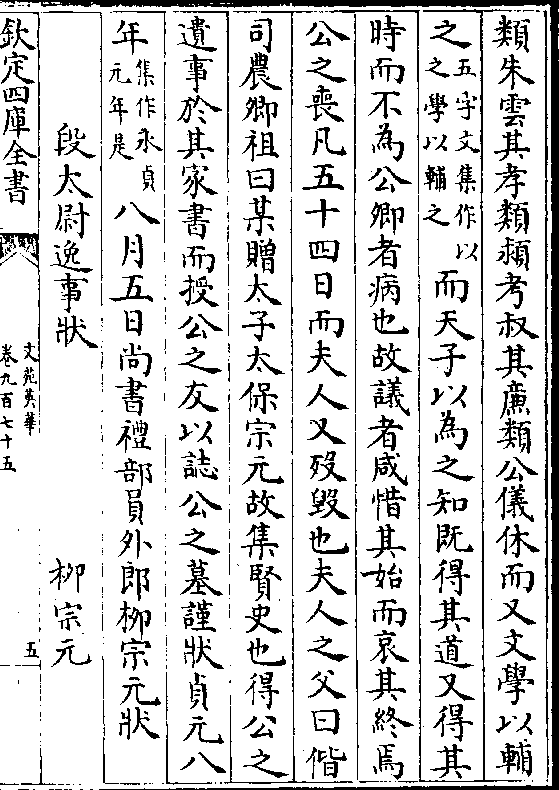 類朱雲其孝類潁考叔其廉類公儀休而又文學以輔
之五字文集作以之學以輔之而天子以為之知既得其道又得其
時而不為公卿者病也故議者咸惜其始而哀其終焉
公之喪凡五十四日而夫人又歿毀也夫人之父曰偕
司農卿祖曰某贈太子太保宗元故集賢吏也得公之
遺事於其家書而授公之友以誌公之墓謹狀貞元八
年集作永貞元年是八月五日尚書禮部員外郎柳宗元狀
段太尉逸事狀 柳宗元
欽定四庫全書
文苑英華
卷九百七十五
五